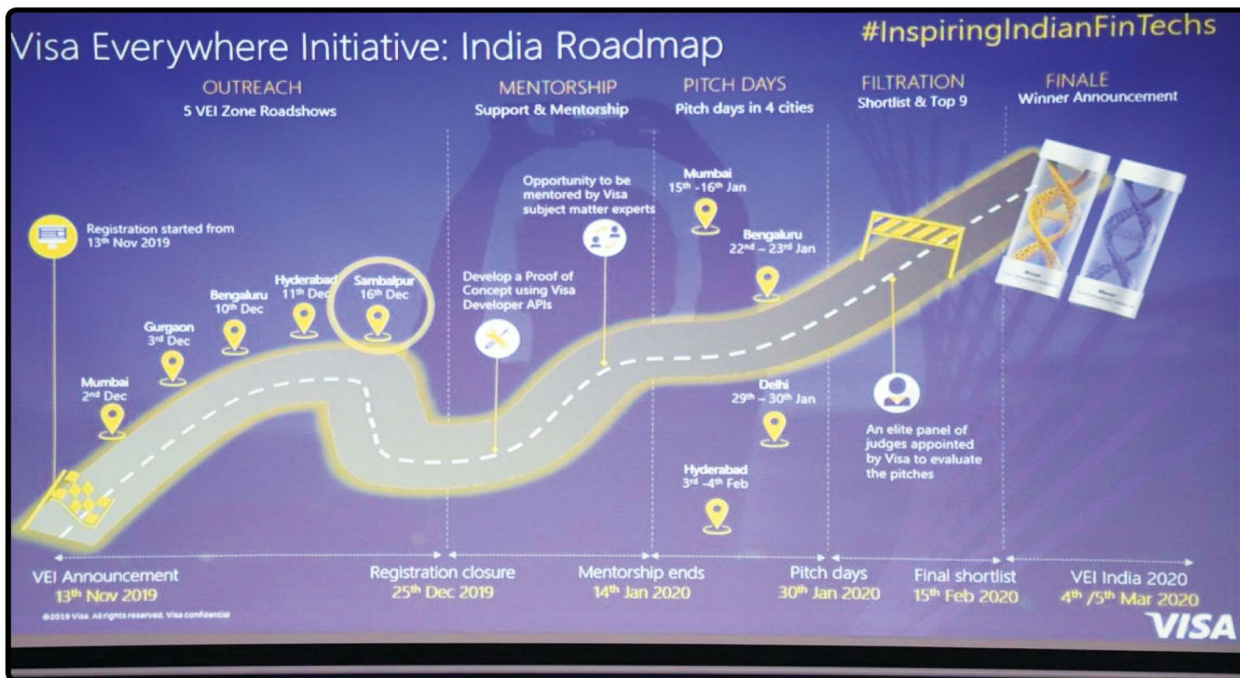 Visa Everywhere Initiative: India Roadmap
#InspiringIndianFinTechs
OUTREACH
5 VEI Zone Roadshows
MENTORSHIP
Support & Mentorship
PITCH DAYS
Pitch days in 4 cities
FILTRATION
Shortlist & Top 9
FINALE
Winner Announcement
Registration started from
13th Nov 2019
Mumbai
2nd Dec
Gurgaon
3rd Dec
Bengaluru
10th Dec
Hyderabad
11th Dec
Sambalpur
16th Dec
Develop a Proof of
Concept using Visa
Developer APIs
Opportunity to be
mentored by Visa
subject matter experts
Mumbai
15th -16th Jan
Bengaluru
22nd – 23rd Jan
Delhi
29th – 30th Jan
Hyderabad
3rd -4th Feb
An elite panel of
judges appointed
by Visa to evaluate
the pitches
Winner
Winner
VEI Announcement
13th Nov 2019
Registration closure
25th Dec 2019
Mentorship ends
14th Jan 2020
Pitch days
30th Jan 2020
Final shortlist
15th Feb 2020
VEI India 2020
4th /5th Mar 2020
©2019 Visa. All rights reserved. Visa confidential
VISA